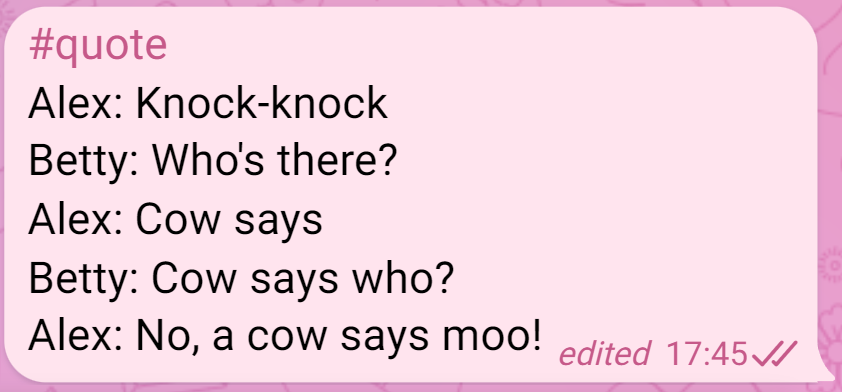 #quote
Alex: Knock-knock
Betty: Who's there?
Alex: Cow says
Betty: Cow says who?
Alex: No, a cow says moo!
edited 17:45